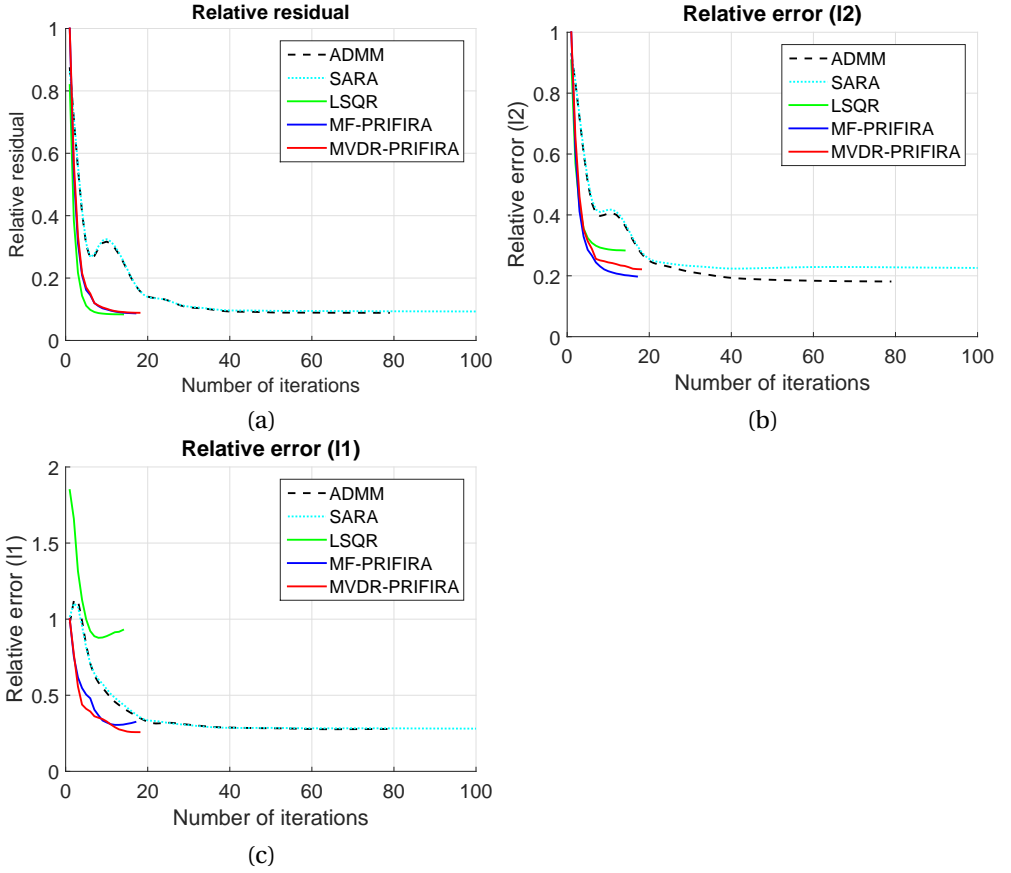 Relative residual
Relative residual
1
0.8
0.6
0.4
0.2
0
0 20 40 60 80 100
Number of iterations
ADMM
SARA
LSQR
MF-PRIFIRA
MVDR-PRIFIRA
(a)
Relative error (l2)
Relative error (l2)
1
0.8
0.6
0.4
0.2
0
0 20 40 60 80 100
Number of iterations
ADMM
SARA
LSQR
MF-PRIFIRA
MVDR-PRIFIRA
(b)
Relative error (l1)
Relative error (l1)
2
1.5
1
0.5
0
0 20 40 60 80 100
Number of iterations
ADMM
SARA
LSQR
MF-PRIFIRA
MVDR-PRIFIRA
(c)